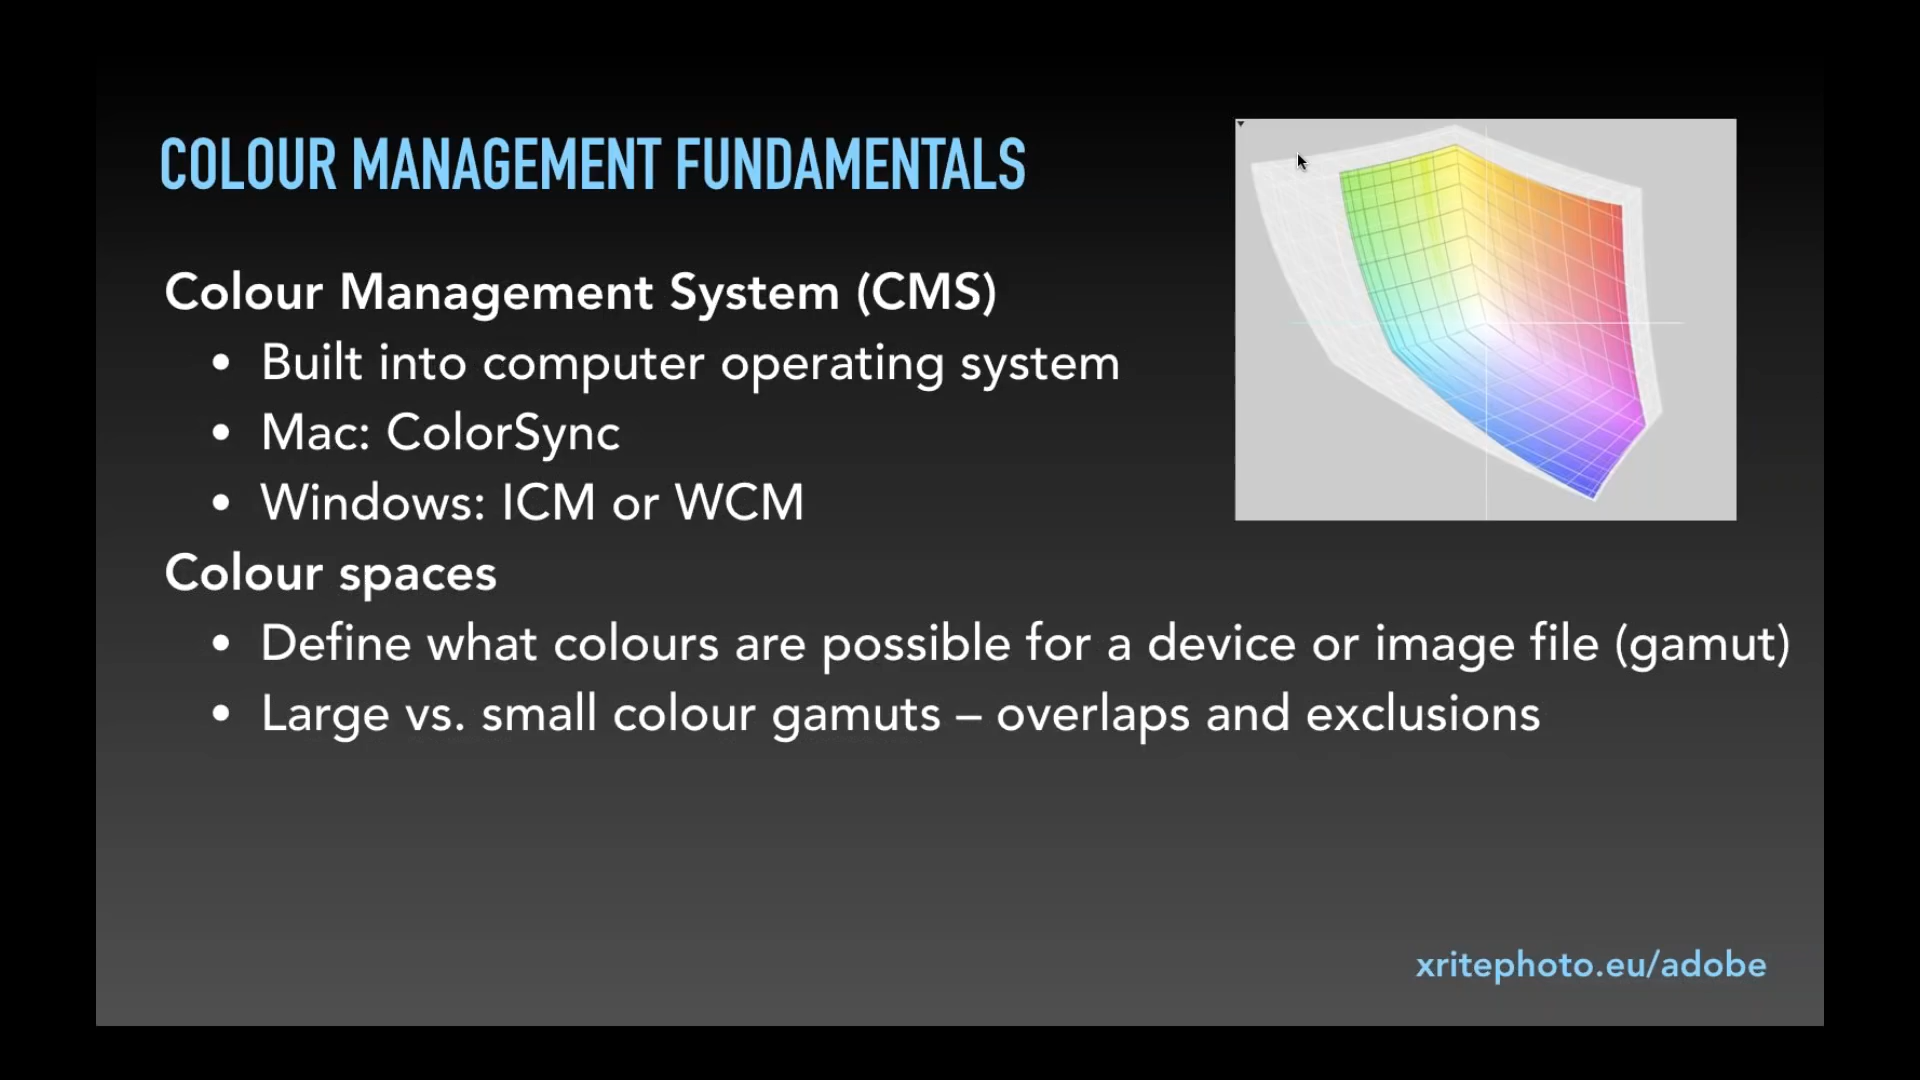 COLOUR MANAGEMENT FUNDAMENTALS
Colour Management System (CMS)
• Built into computer operating system
• Mac: ColorSync
• Windows: ICM or WCM
Colour spaces
• Define what colours are possible for a device or image file (gamut)
• Large vs. small colour gamuts – overlaps and exclusions
xritephoto.eu/adobe